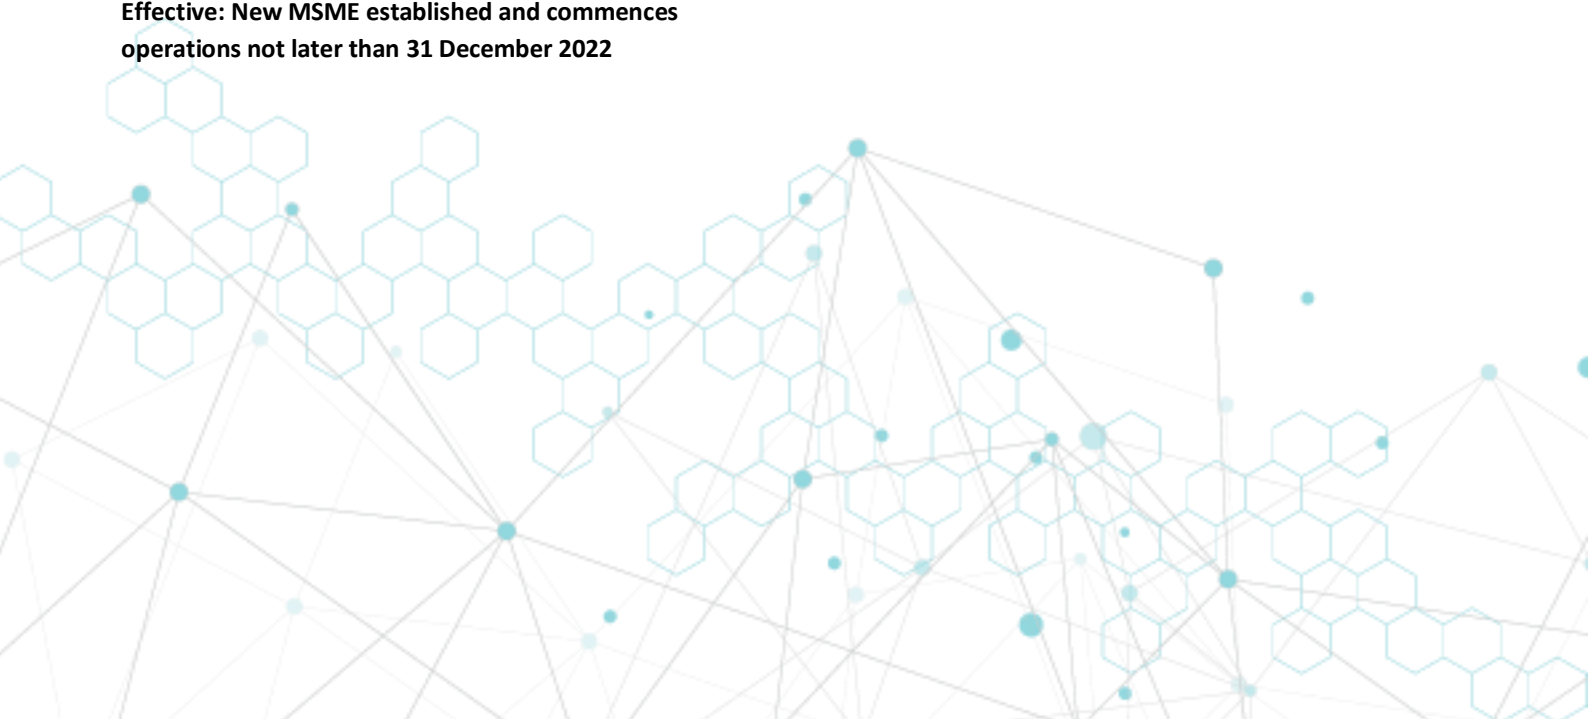 Effective: New MSME established and commences
operations not later than 31 December 2022